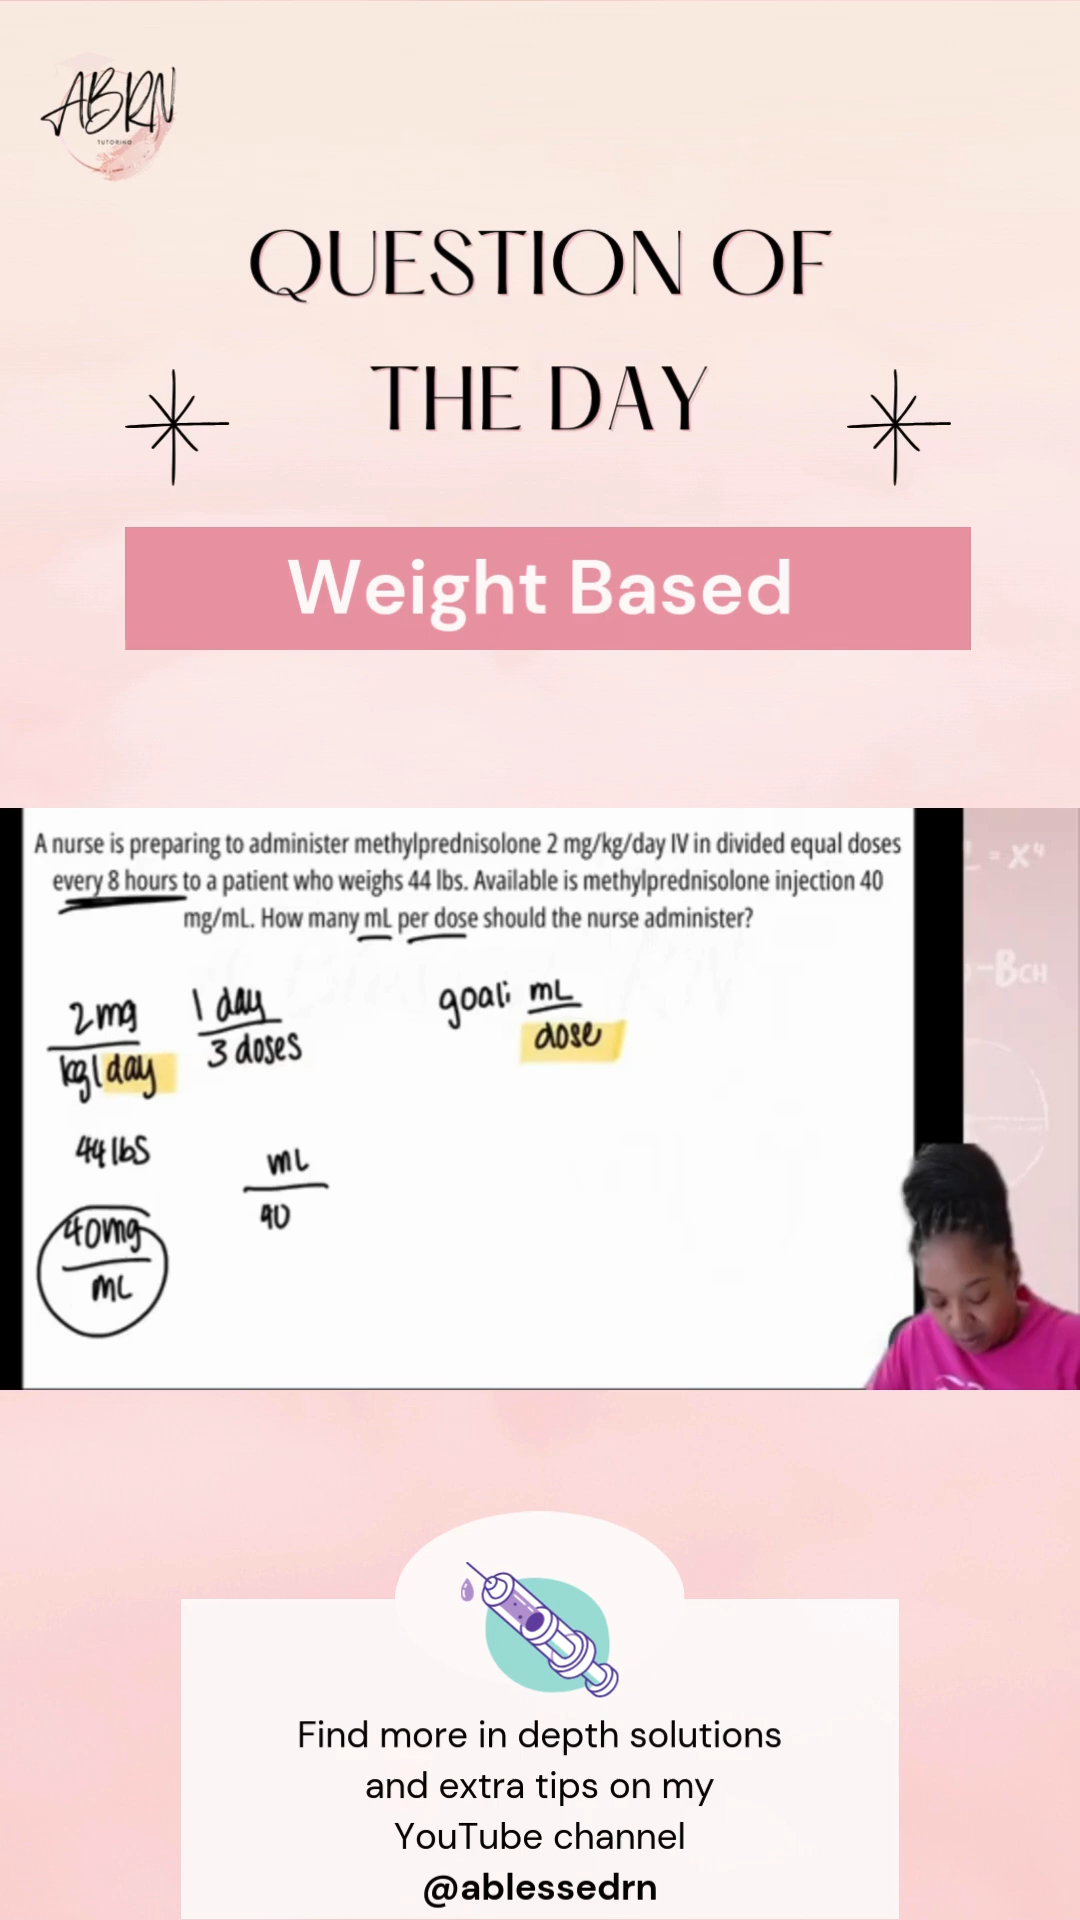 ABRN
TUTORING
QUESTION OF
THE DAY
Weight Based
A nurse is preparing to administer methylprednisolone 2 mg/kg/day IV in divided equal doses
every 8 hours to a patient who weighs 44 lbs. Available is methylprednisolone injection 40
mg/mL. How many mL per dose should the nurse administer?
= x⁴
-BCH
2mg
kg/day
1 day
3 doses
goal: mL
dose
44 lbs
40mg
mL
mL
40
Find more in depth solutions
and extra tips on my
YouTube channel
@ablessedrn